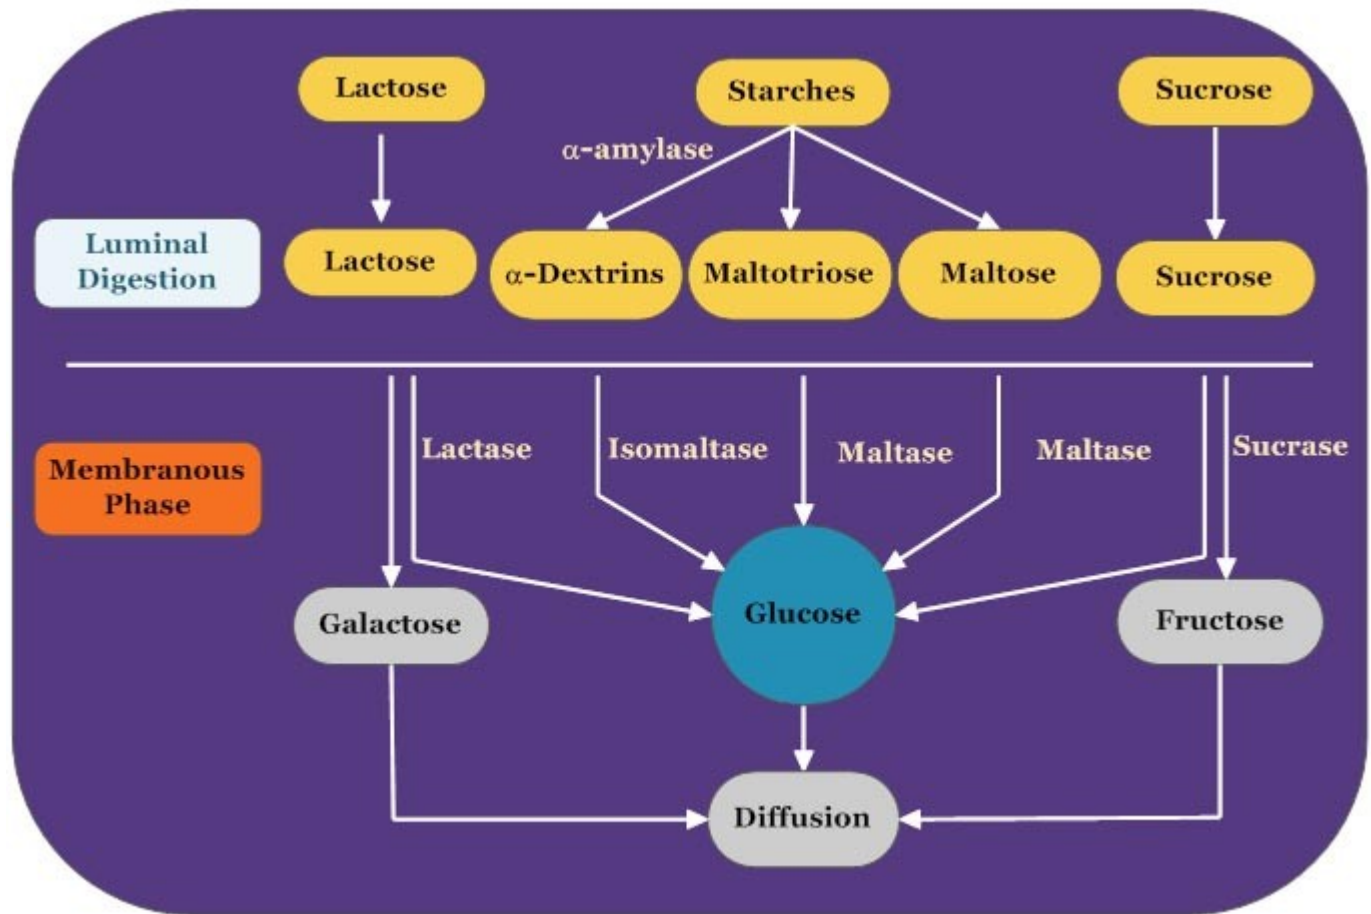 Lactose
Starches
Sucrose
α-amylase
Luminal
Digestion
Lactose
α-Dextrins
Maltotriose
Maltose
Sucrose
Membranous
Phase
Lactase
Isomaltase
Maltase
Maltase
Sucrase
Galactose
Glucose
Fructose
Diffusion